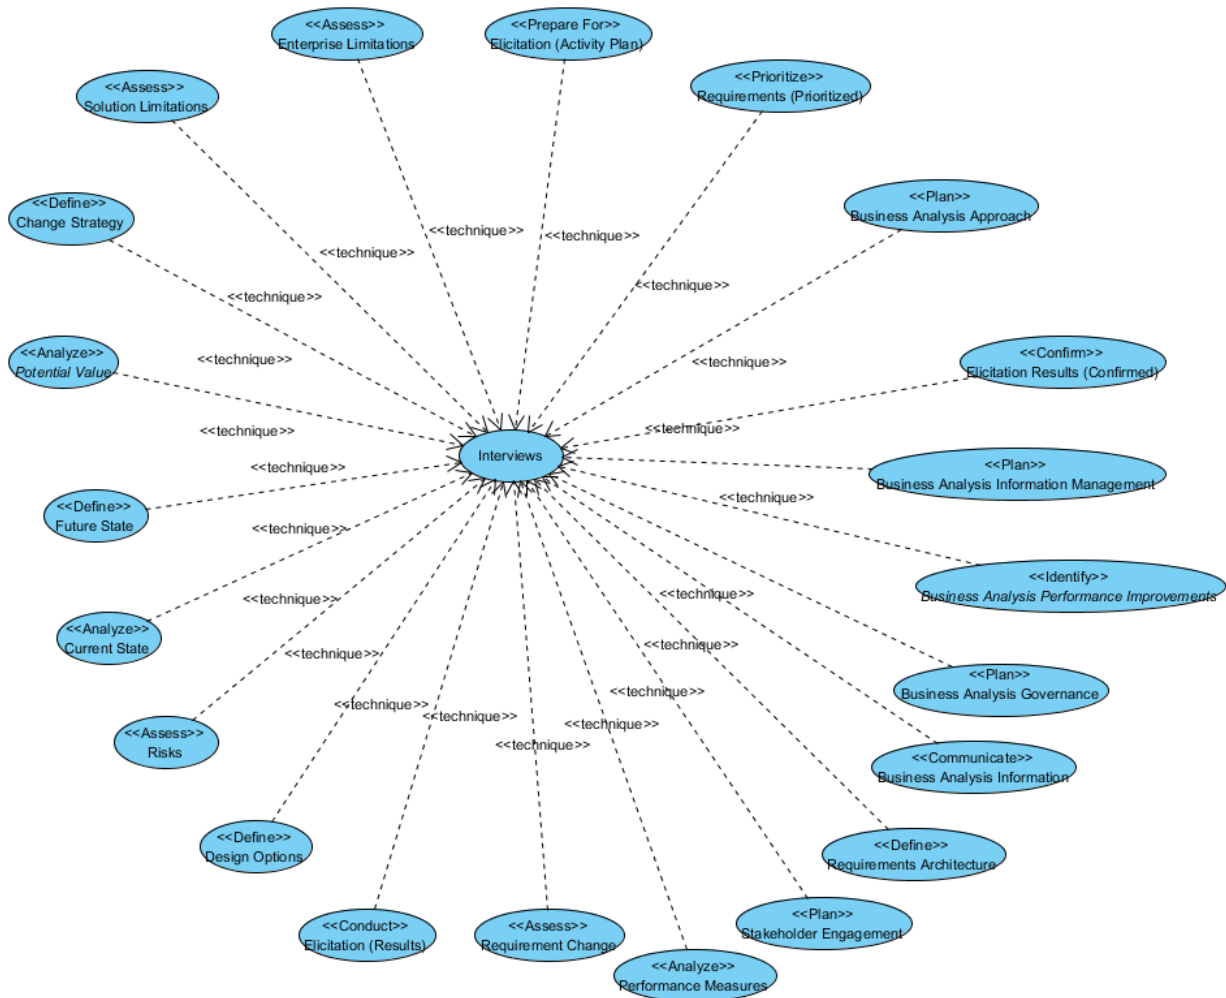 <<Assess>>
Enterprise Limitations
<<Prepare For>>
Elicitation (Activity Plan)
<<Prioritize>>
Requirements (Prioritized)
<<Assess>>
Solution Limitations
<<Define>>
Change Strategy
<<Plan>>
Business Analysis Approach
<<technique>>
<<technique>>
<<technique>>
<<technique>>
<<technique>>
<<Analyze>>
Potential Value
<<technique>>
<<technique>>
<<Confirm>>
Elicitation Results (Confirmed)
<<technique>>
<<technique>>
Interviews
<<Plan>>
Business Analysis Information Management
<<technique>>
<<Define>>
Future State
<<technique>>
<<Identify>>
Business Analysis Performance Improvements
<<technique>>
<<technique>>
<<Analyze>>
Current State
<<technique>>
<<technique>>
<<technique>>
<<Plan>>
Business Analysis Governance
<<technique>>
<<technique>>
<<technique>>
<<technique>>
<<technique>>
<<Assess>>
Risks
<<Communicate>>
Business Analysis Information
<<Define>>
Design Options
<<Define>>
Requirements Architecture
<<Conduct>>
Elicitation (Results)
<<Assess>>
Requirement Change
<<Plan>>
Stakeholder Engagement
<<Analyze>>
Performance Measures